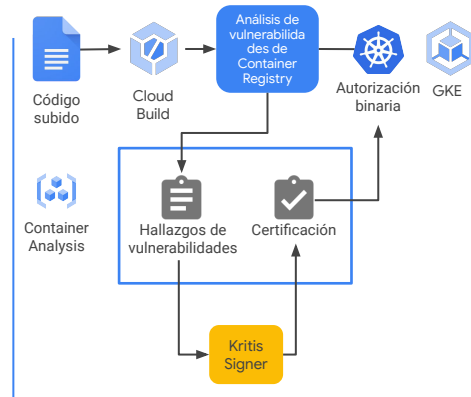 Análisis de
vulnerabilida
des de
Container
Registry
Código
subido
Cloud
Build
Autorización
binaria
GKE
Container
Analysis
Hallazgos de
vulnerabilidades
Certificación
Kritis
Signer